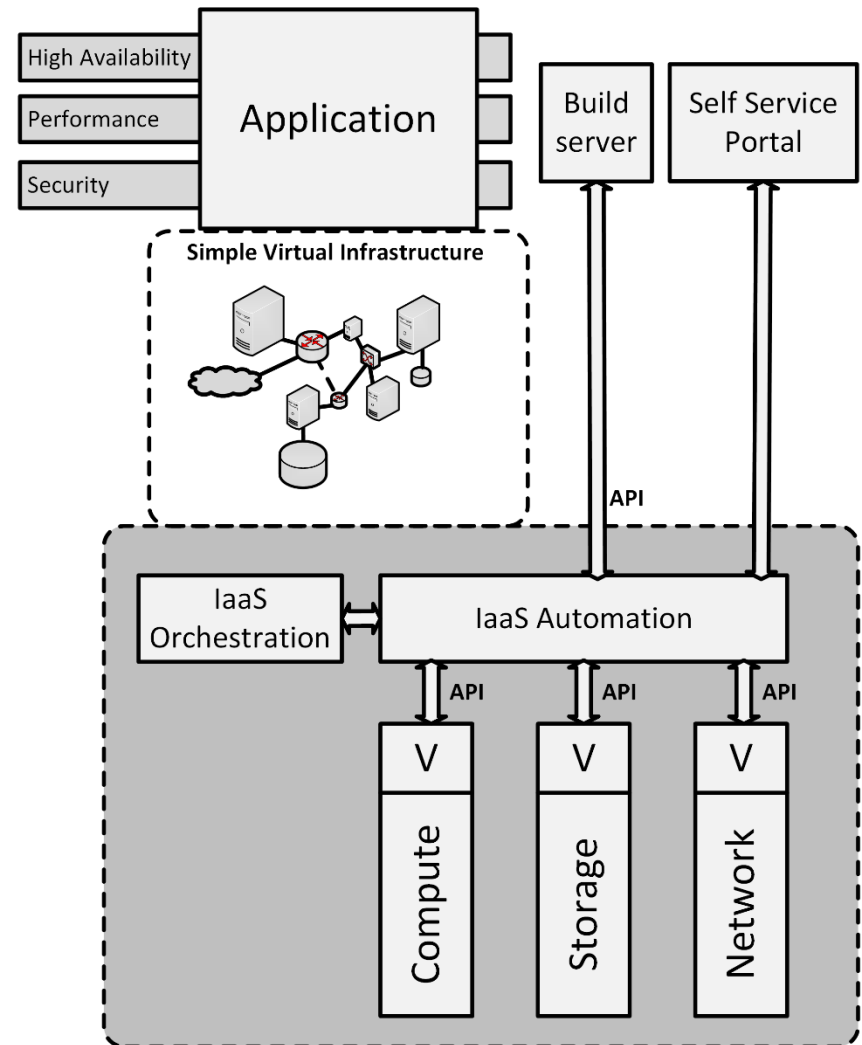 High Availability
Performance
Security
Application
Build
server
Self Service
Portal
Simple Virtual Infrastructure
API
IaaS
Orchestration
IaaS Automation
API
API
API
V
V
V
Compute
Storage
Network